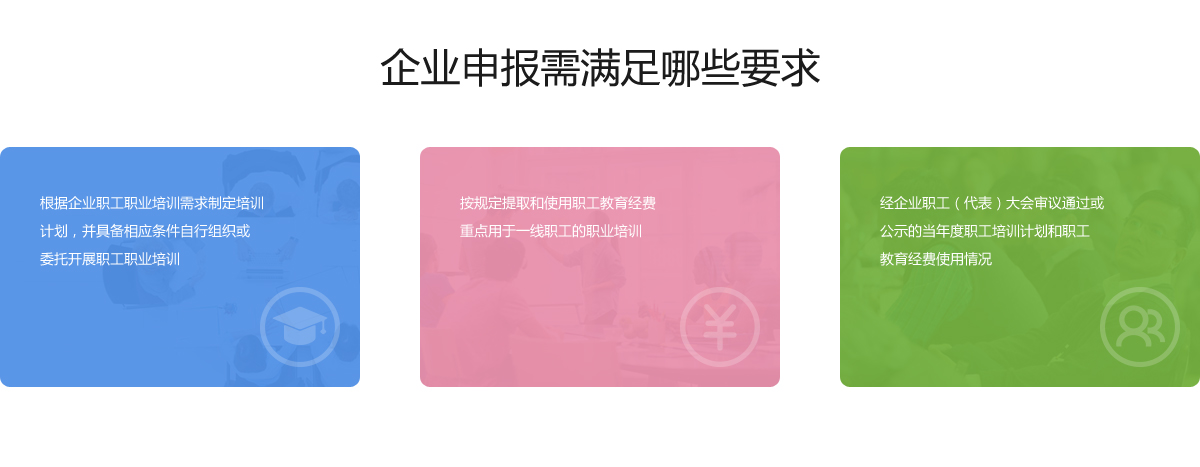 企业申报需满足哪些要求
根据企业职工职业培训需求制定培训
计划，并具备相应条件自行组织或
委托开展职工职业培训
按规定提取和使用职工教育经费
重点用于一线职工的职业培训
经企业职工（代表）大会审议通过或
公示的当年度职工培训计划和职工
教育经费使用情况